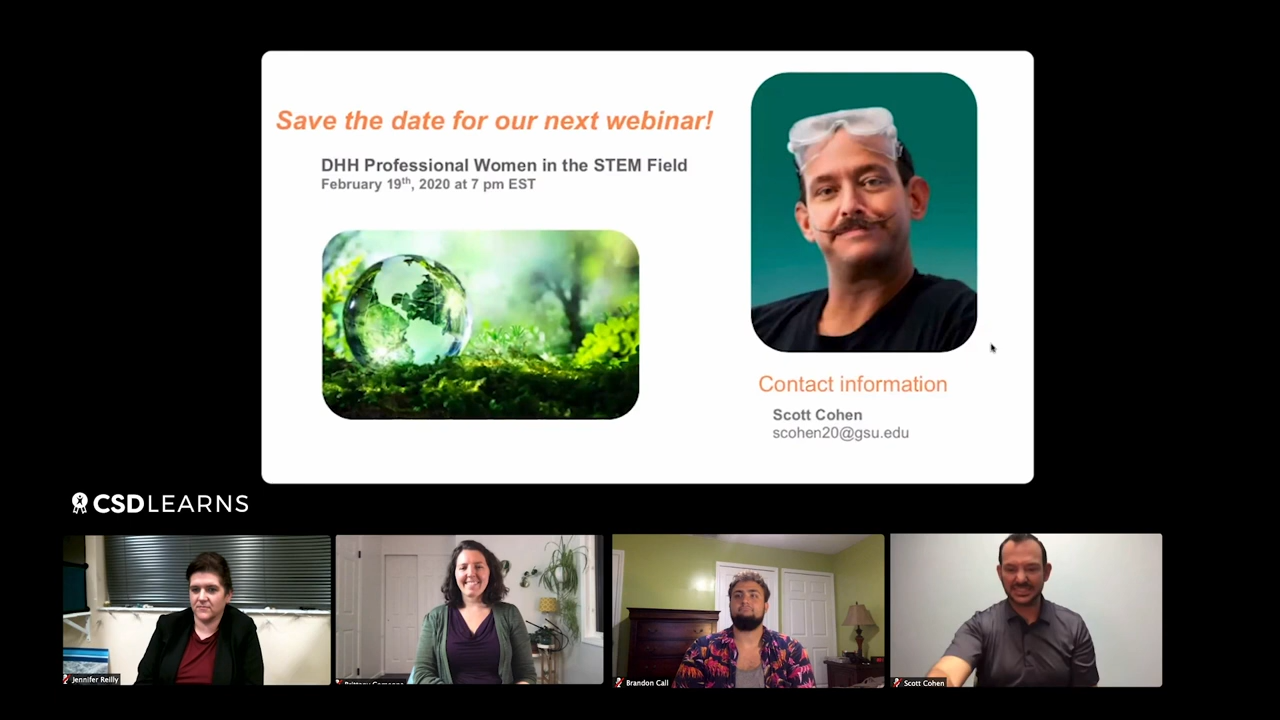 Save the date for our next webinar!
DHH Professional Women in the STEM Field
February 19th, 2020 at 7 pm EST
Contact information
Scott Cohen
scohen20@gsu.edu
CSDLEARNS
Jennifer Reilly
Brandon Call
Scott Cohen